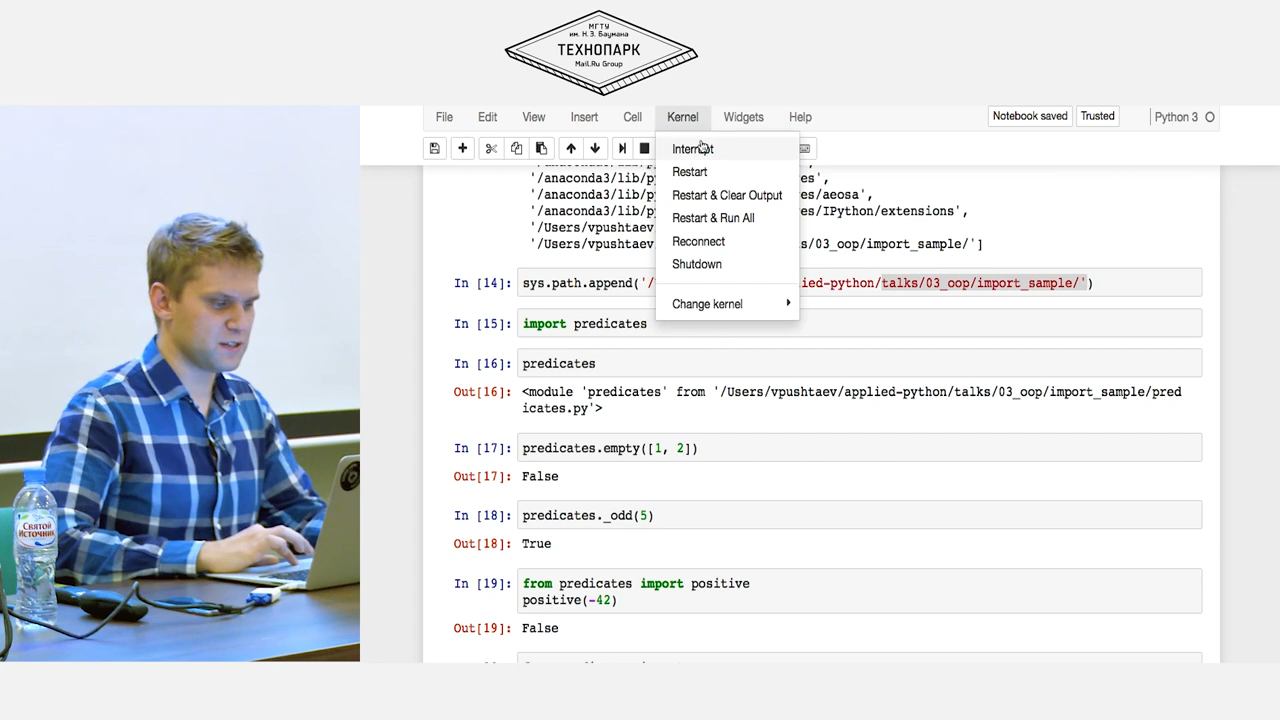 МГТУ
им. Н.Э. Баумана
ТЕХНОПАРК
Mail.Ru Group
File Edit View Insert Cell Kernel Widgets Help Notebook saved Trusted Python 3
Interrupt
Restart
Restart & Clear Output
Restart & Run All
Reconnect
Shutdown
Change kernel
'/anaconda3/lib/py es',
'/anaconda3/lib/py es/aeosa',
'/anaconda3/lib/py es/IPython/extensions',
'/Users/vpushtaev
'/Users/vpushtaev s/03_oop/import_sample/']
In [14]: sys.path.append('/ ied-python/talks/03_oop/import_sample/')
In [15]: import predicates
In [16]: predicates
Out[16]: <module 'predicates' from '/Users/vpushtaev/applied-python/talks/03_oop/import_sample/pred
icates.py'>
In [17]: predicates.empty([1, 2])
Out[17]: False
In [18]: predicates._odd(5)
Out[18]: True
In [19]: from predicates import positive
positive(-42)
Out[19]: False
СВЯТОЙ
ИСТОЧНИК